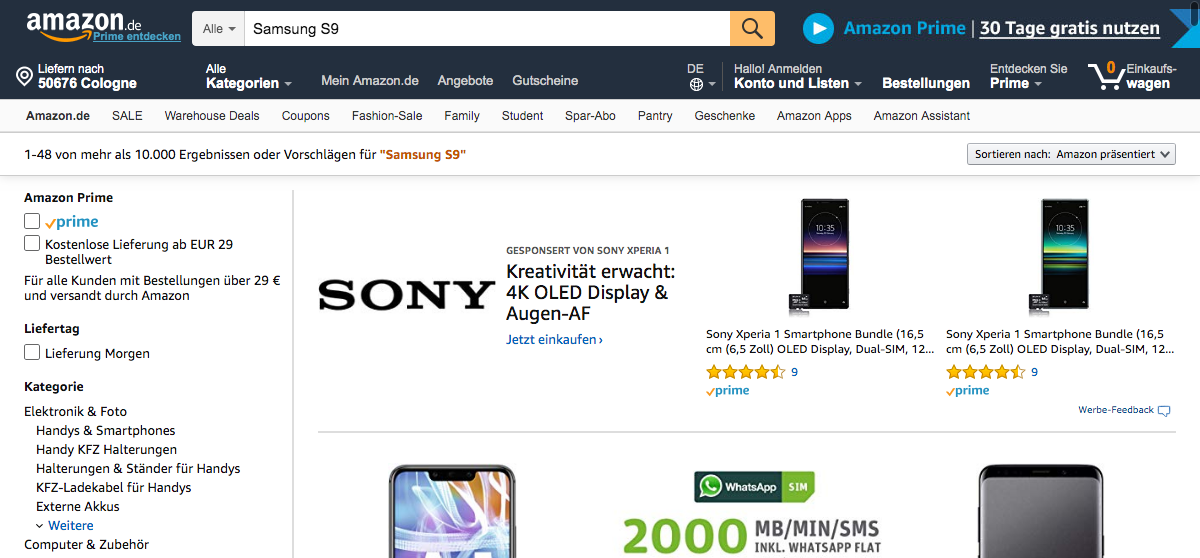 amazon.de
Prime entdecken
Alle
Samsung S9
Amazon Prime | 30 Tage gratis nutzen
Liefern nach
50676 Cologne
Alle
Kategorien
Mein Amazon.de
Angebote
Gutscheine
DE
Hallo! Anmelden
Konto und Listen
Bestellungen
Entdecken Sie
Prime
0
Einkaufs-
wagen
Amazon.de
SALE
Warehouse Deals
Coupons
Fashion-Sale
Family
Student
Spar-Abo
Pantry
Geschenke
Amazon Apps
Amazon Assistant
1-48 von mehr als 10.000 Ergebnissen oder Vorschlägen für "Samsung S9"
Sortieren nach: Amazon präsentiert
Amazon Prime
prime
Kostenlose Lieferung ab EUR 29
Bestellwert
Für alle Kunden mit Bestellungen über 29 €
und versandt durch Amazon
Liefertag
Lieferung Morgen
Kategorie
Elektronik & Foto
Handys & Smartphones
Handy KFZ Halterungen
Halterungen & Ständer für Handys
KFZ-Ladekabel für Handys
Externe Akkus
Weitere
Computer & Zubehör
SONY
GESPONSERT VON SONY XPERIA 1
Kreativität erwacht:
4K OLED Display &
Augen-AF
Jetzt einkaufen ›
Sony Xperia 1 Smartphone Bundle (16,5
cm (6,5 Zoll) OLED Display, Dual-SIM, 12...
9
prime
Sony Xperia 1 Smartphone Bundle (16,5
cm (6,5 Zoll) OLED Display, Dual-SIM, 12...
9
prime
Werbe-Feedback
WhatsApp SIM
2000 MB/MIN/SMS
INKL. WHATSAPP FLAT